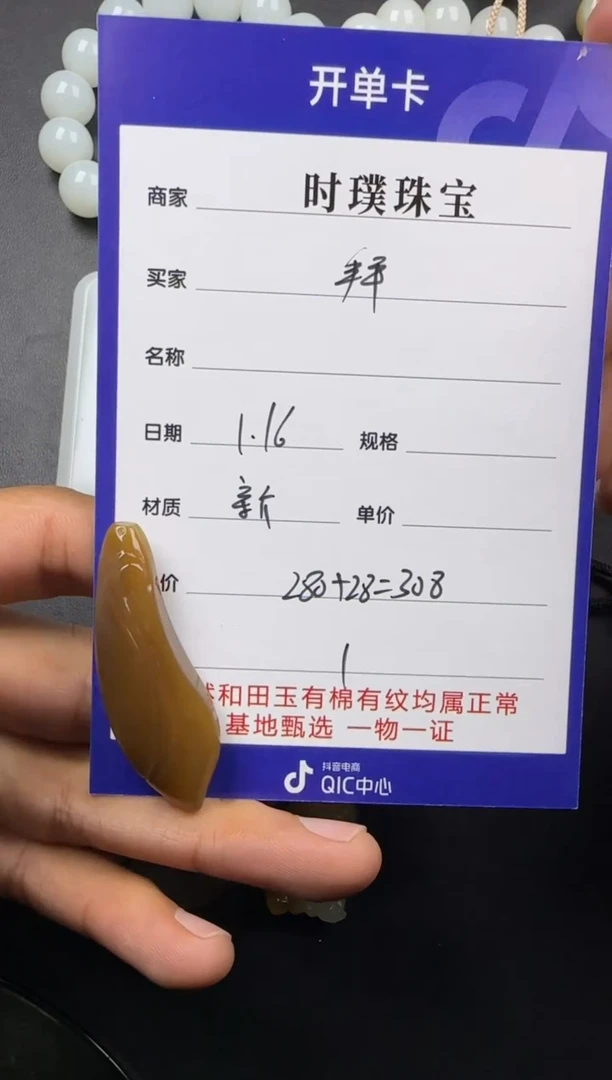 开单卡
商家 时璞珠宝
买家 拜
名称
日期 1.16 规格
材质 新 单价
价 280+28=308
1
然和田玉有棉有纹均属正常
基地甄选 一物一证
抖音电商
QIC中心